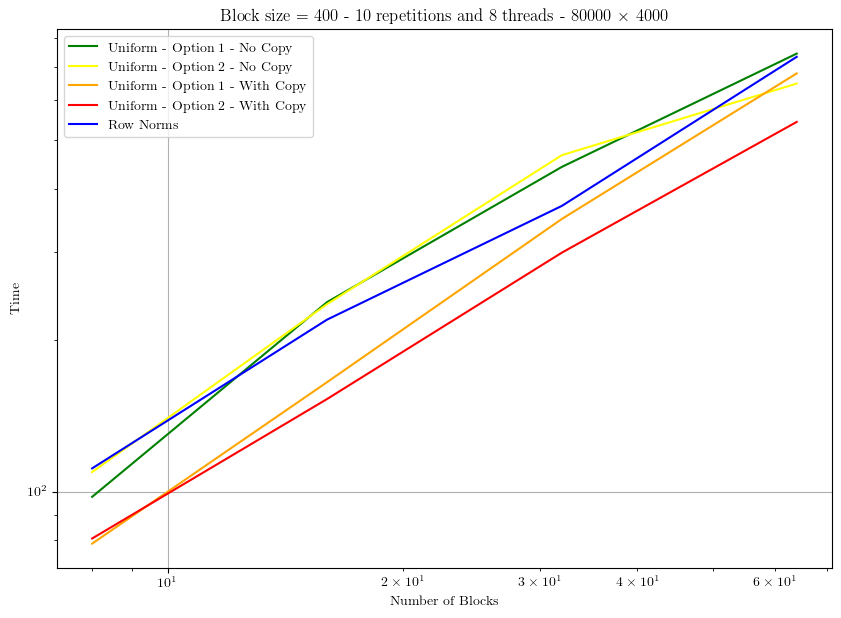 Block size = 400 - 10 repetitions and 8 threads - 80000 × 4000
Uniform - Option 1 - No Copy
Uniform - Option 2 - No Copy
Uniform - Option 1 - With Copy
Uniform - Option 2 - With Copy
Row Norms
Time
10²
10¹
2 × 10¹
3 × 10¹
4 × 10¹
6 × 10¹
Number of Blocks